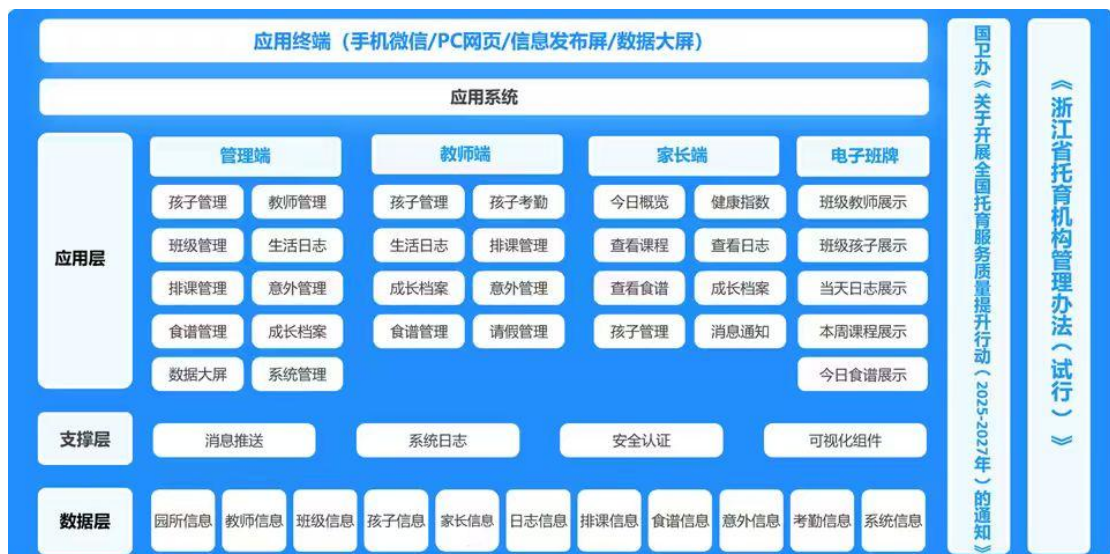 应用终端（手机微信/PC网页/信息发布屏/数据大屏）
应用系统
应用层
管理端
孩子管理 教师管理
班级管理 生活日志
排课管理 意外管理
食谱管理 成长档案
数据大屏 系统管理
教师端
孩子管理 孩子考勤
生活日志 排课管理
成长档案 意外管理
食谱管理 请假管理
家长端
今日概览 健康指数
查看课程 查看日志
查看食谱 成长档案
孩子管理 消息通知
电子班牌
班级教师展示
班级孩子展示
当天日志展示
本周课程展示
今日食谱展示
支撑层
消息推送 系统日志 安全认证 可视化组件
数据层
园所信息 教师信息 班级信息 孩子信息 家长信息 日志信息 排课信息 食谱信息 意外信息 考勤信息 系统信息
国卫办《关于开展全国托育服务质量提升行动（2025-2027年）的通知》
《浙江省托育机构管理办法（试行）》